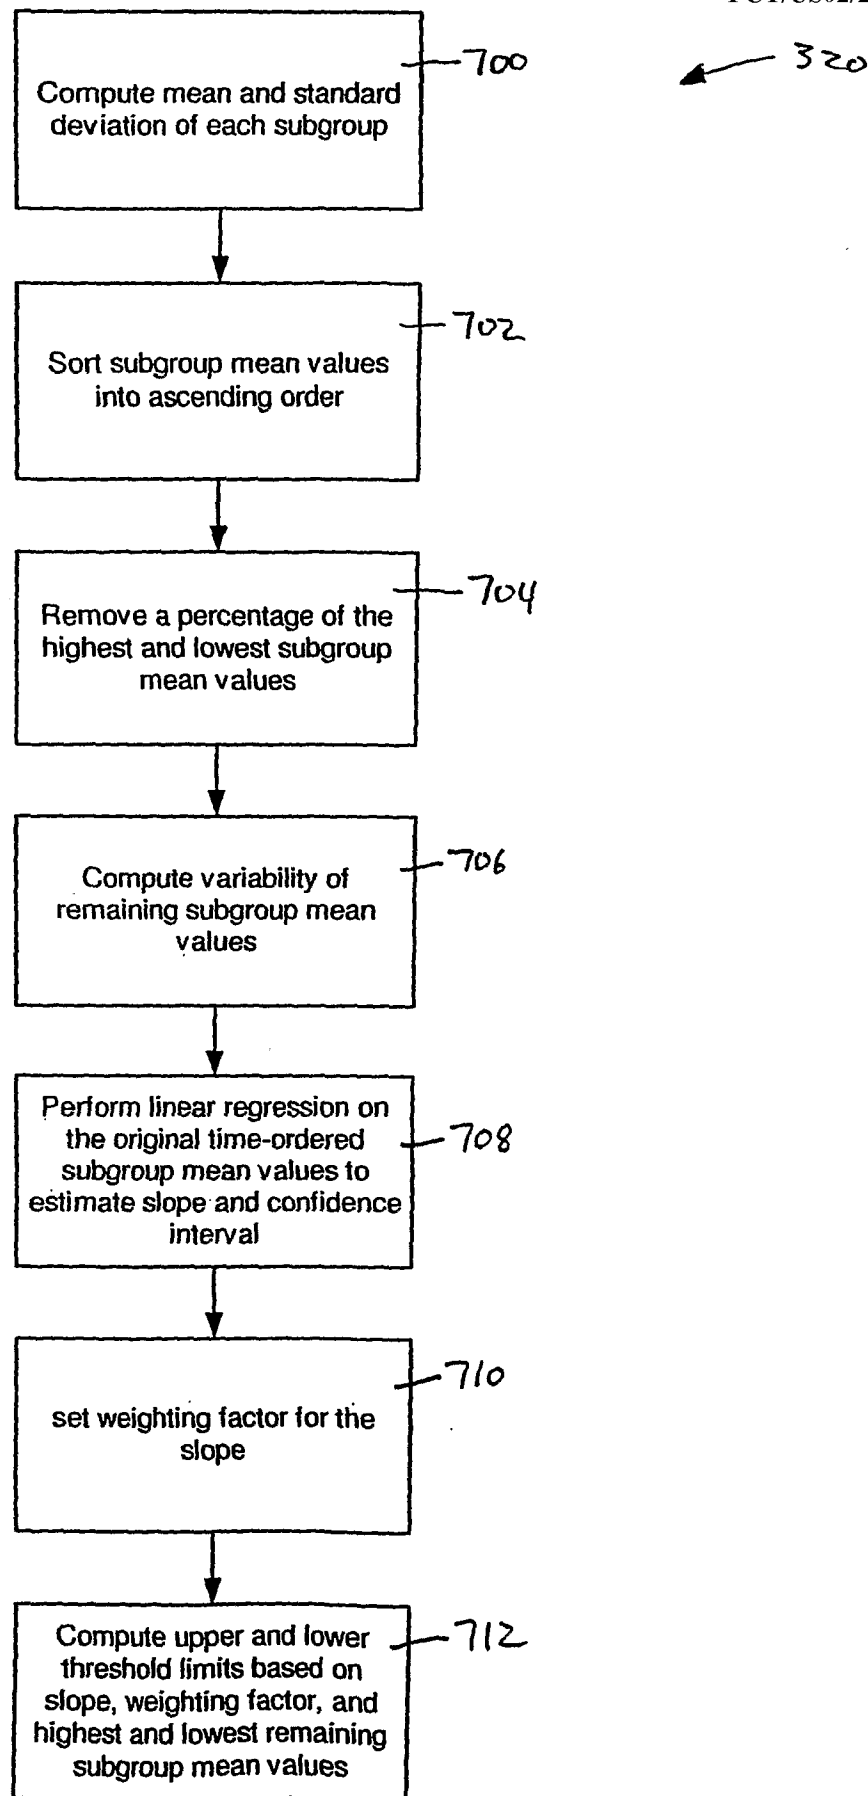 700
320
Compute mean and standard
deviation of each subgroup
702
Sort subgroup mean values
into ascending order
704
Remove a percentage of the
highest and lowest subgroup
mean values
706
Compute variability of
remaining subgroup mean
values
Perform linear regression on
the original time-ordered
708
subgroup mean values to
estimate slope and confidence
interval
710
set weighting factor for the
slope
Compute upper and lower
712
threshold limits based on
slope, weighting factor, and
highest and lowest remaining
subgroup mean values